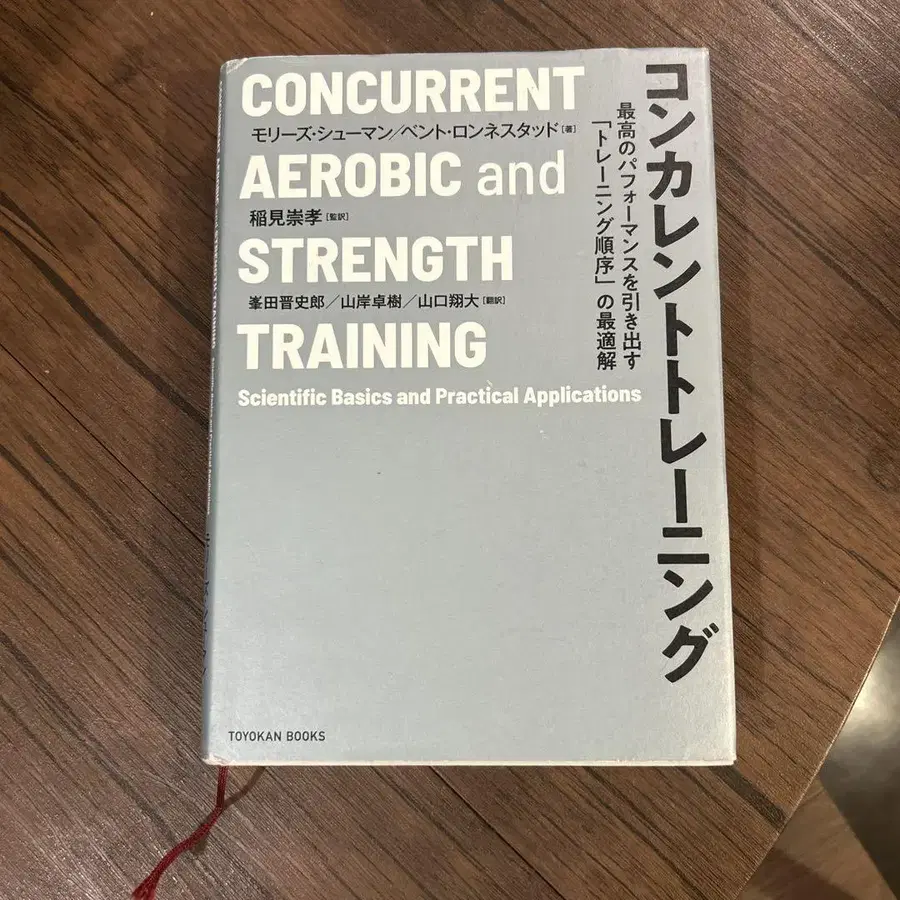 CONCURRENT
モリーズ・シューマン/ベント・ロンネスタッド[著]
AEROBIC and
稲見崇孝[監訳]
STRENGTH
峯田晋史郎/山岸卓樹/山口翔大[翻訳]
TRAINING
Scientific Basics and Practical Applications
コンカレントトレーニング
最高のパフォーマンスを引き出す
「トレーニング順序」の最適解
TOYOKAN BOOKS